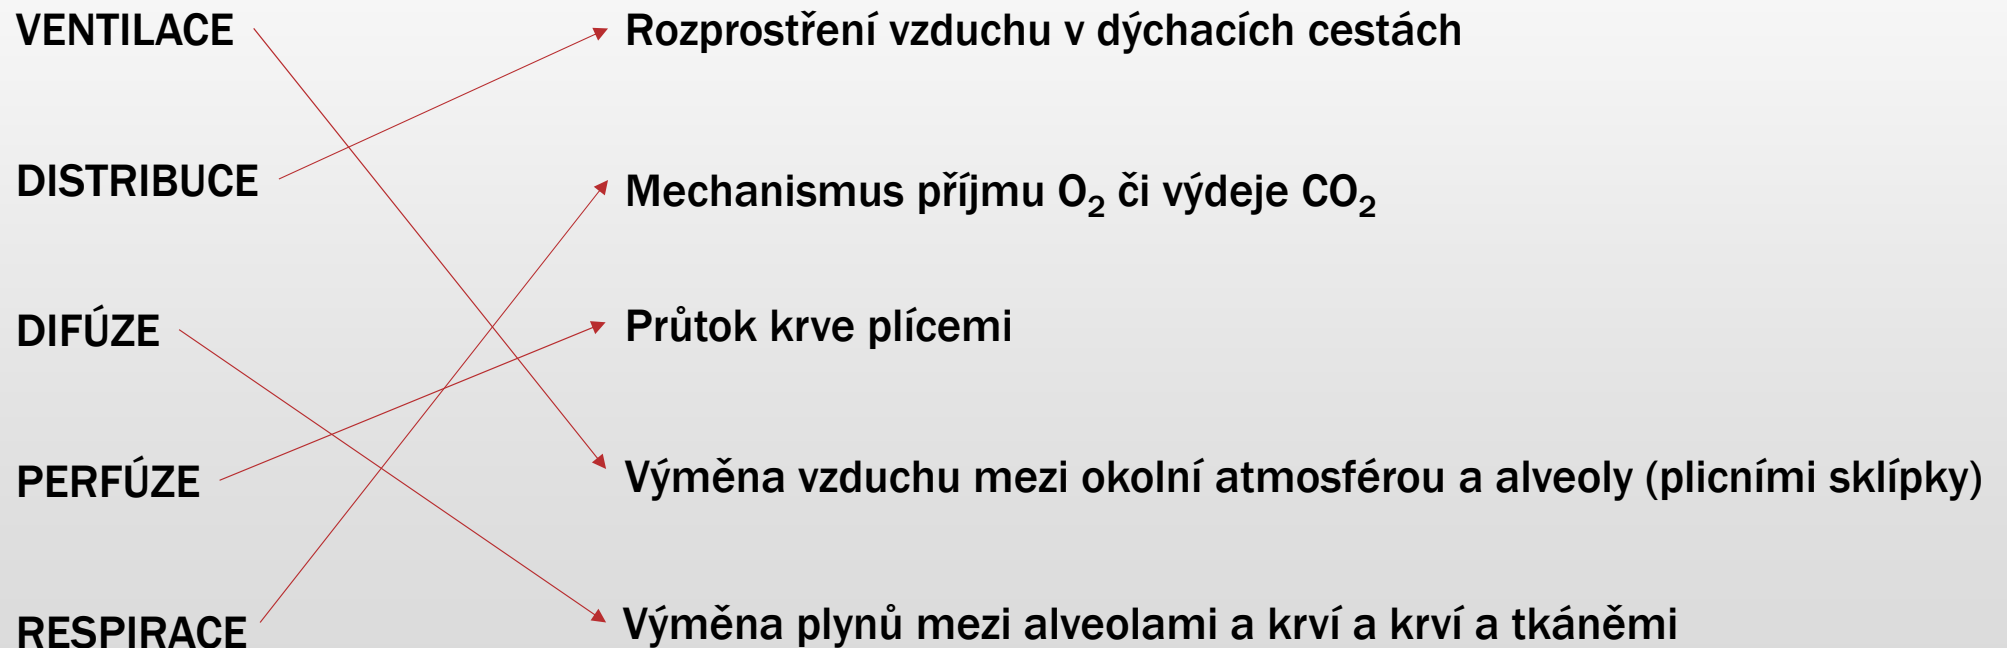 VENTILACE
Rozprostření vzduchu v dýchacích cestách
DISTRIBUCE
Mechanismus příjmu O₂ či výdeje CO₂
DIFÚZE
Průtok krve plícemi
PERFÚZE
Výměna vzduchu mezi okolní atmosférou a alveoly (plicními sklípky)
RESPIRACE
Výměna plynů mezi alveolami a krví a krví a tkáněmi